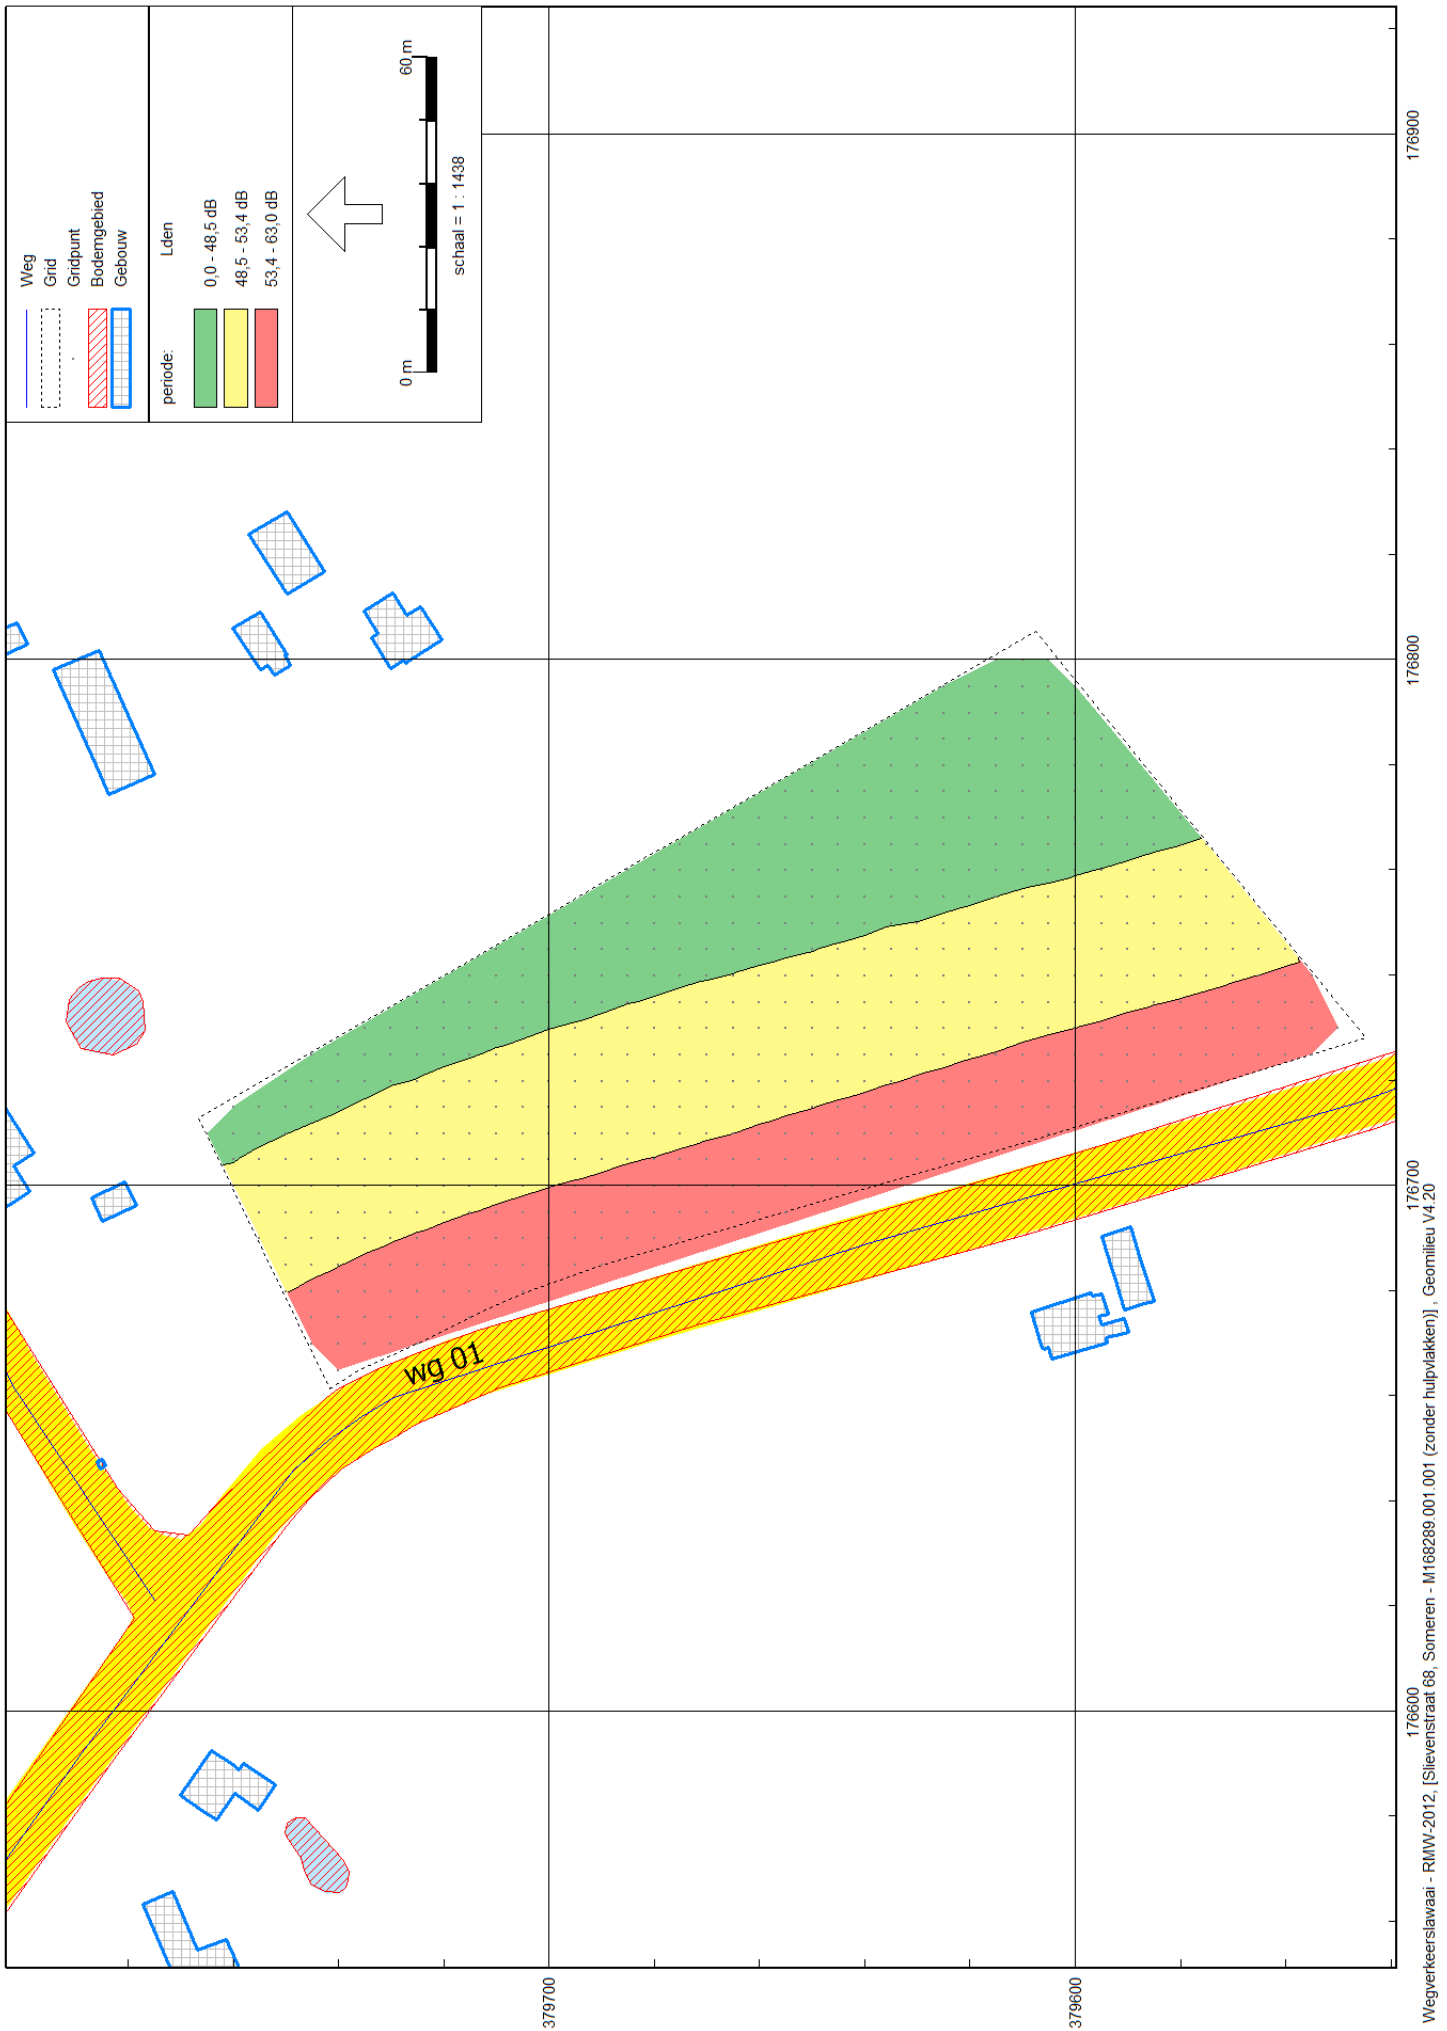 Weg
Grid
Gridpunt
Bodemgebied
Gebouw
periode: Lden
0,0 - 48,5 dB
48,5 - 53,4 dB
53,4 - 63,0 dB
0 m 60 m
schaal = 1 : 1438
wg 01
379700
379600
176600 176700 176800 176900
Wegverkeerslawaai - RMW-2012, [Slievenstraat 68, Someren - M168289.001.001 (zonder hulpvlakken)] , Geomilieu V4.20